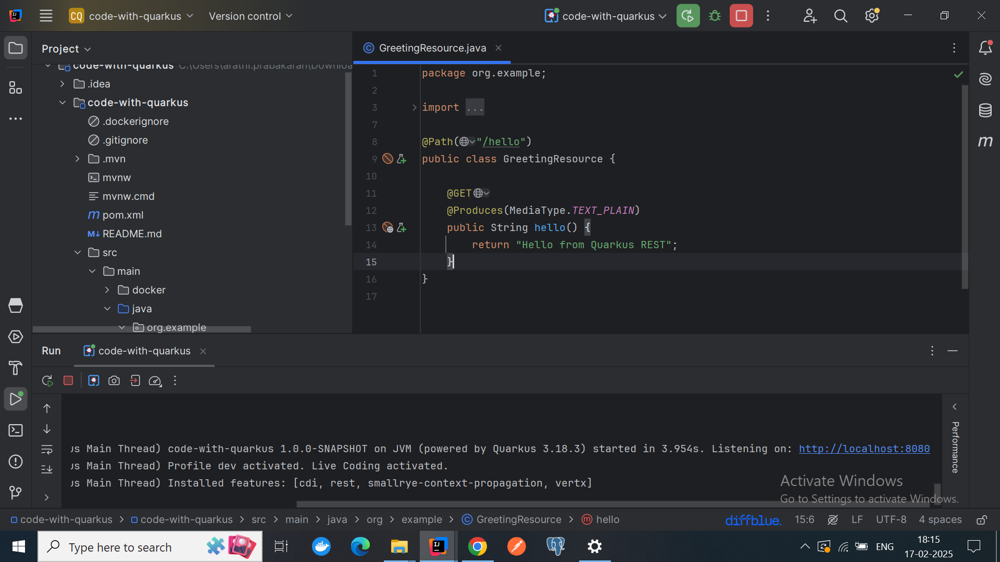 CQ code-with-quarkus Version control code-with-quarkus
Project
code-with-quarkus C:\Users\arathi.prabakaran\Downloa
.idea
code-with-quarkus
.dockerignore
.gitignore
.mvn
mvnw
mvnw.cmd
pom.xml
README.md
src
main
docker
java
org.example
GreetingResource.java
1 package org.example;
2
3 import ...
7
8 @Path("/hello")
9 public class GreetingResource {
10
11 @GET
12 @Produces(MediaType.TEXT_PLAIN)
13 public String hello() {
14 return "Hello from Quarkus REST";
15 }
16 }
17
Run code-with-quarkus
us Main Thread) code-with-quarkus 1.0.0-SNAPSHOT on JVM (powered by Quarkus 3.18.3) started in 3.954s. Listening on: http://localhost:8080
us Main Thread) Profile dev activated. Live Coding activated.
us Main Thread) Installed features: [cdi, rest, smallrye-context-propagation, vertx]
Performance
Activate Windows
Go to Settings to activate Windows.
code-with-quarkus > code-with-quarkus > src > main > java > org > example > GreetingResource > hello
diffblue. 15:6 LF UTF-8 4 spaces
Type here to search
ENG
18:15
17-02-2025